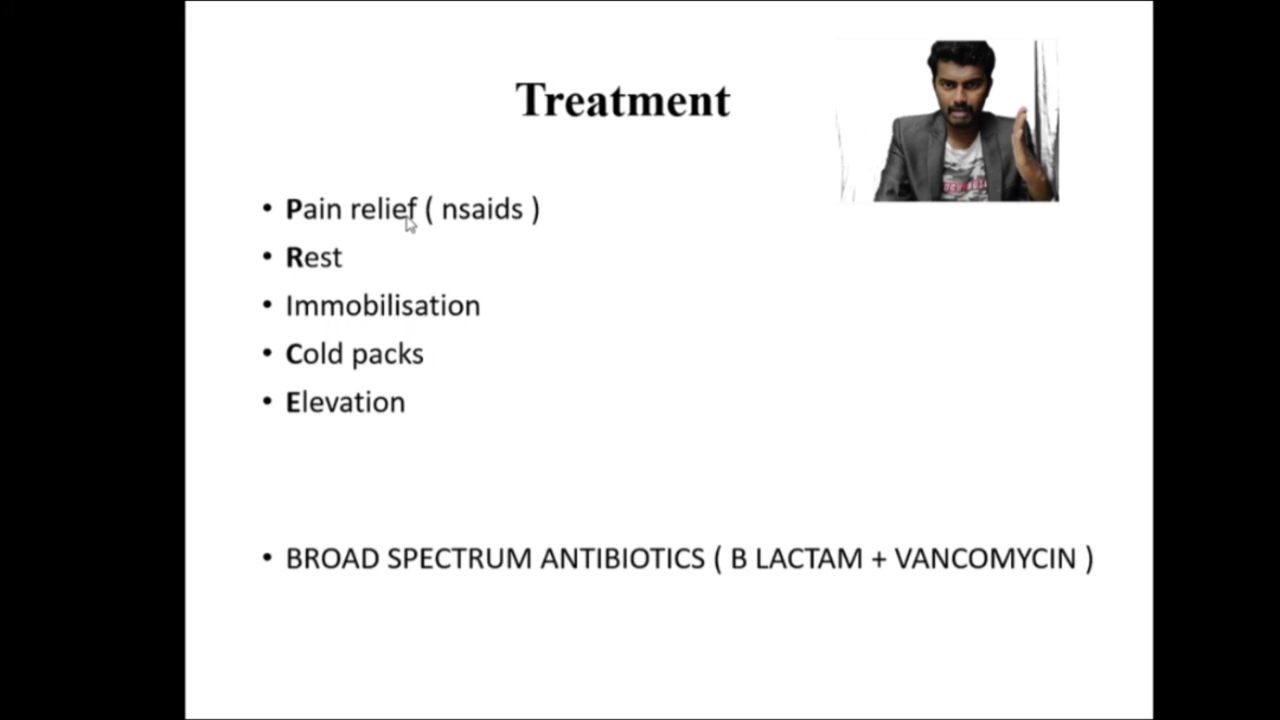 Treatment
• Pain relief ( nsaids )
• Rest
• Immobilisation
• Cold packs
• Elevation
• BROAD SPECTRUM ANTIBIOTICS ( B LACTAM + VANCOMYCIN )